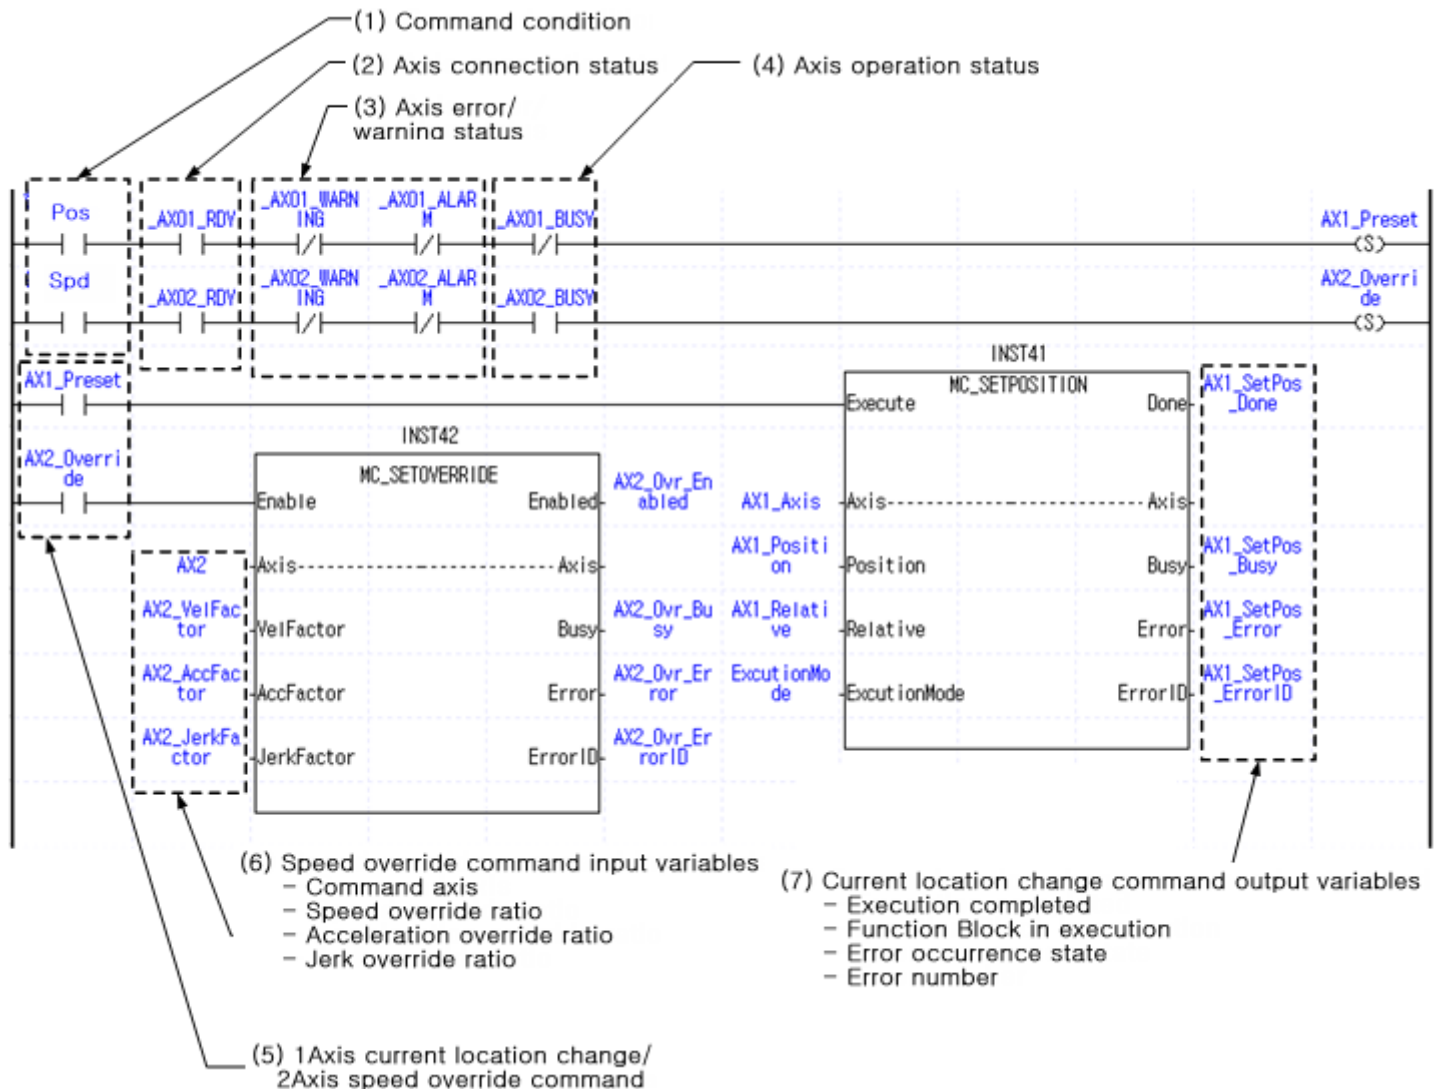 (1) Command condition
(2) Axis connection status
(4) Axis operation status
(3) Axis error/
warning status
Pos
_AX01_RDY
_AX01_WARN
ING
_AX01_ALAR
M
_AX01_BUSY
AX1_Preset
(S)
Spd
_AX02_RDY
_AX02_WARN
ING
_AX02_ALAR
M
_AX02_BUSY
AX2_Overri
de
(S)
INST41
AX1_Preset
MC_SETPOSITION
Execute
Done
AX1_SetPos
_Done
INST42
AX2_Overri
de
MC_SETOVERRIDE
Enable
Enabled
AX2_Ovr_En
abled
AX1_Axis
Axis
Axis
AX2
Axis
Axis
AX1_Positi
on
Position
Busy
AX1_SetPos
_Busy
AX2_VelFac
tor
VelFactor
Busy
AX2_Ovr_Bu
sy
AX1_Relati
ve
Relative
Error
AX1_SetPos
_Error
AX2_AccFac
tor
AccFactor
Error
AX2_Ovr_Er
ror
ExcutionMo
de
ExcutionMode
ErrorID
AX1_SetPos
_ErrorID
AX2_JerkFa
ctor
JerkFactor
ErrorID
AX2_Ovr_Er
rorID
(6) Speed override command input variables
- Command axis
- Speed override ratio
- Acceleration override ratio
- Jerk override ratio
(7) Current location change command output variables
- Execution completed
- Function Block in execution
- Error occurrence state
- Error number
(5) 1Axis current location change/
2Axis speed override command